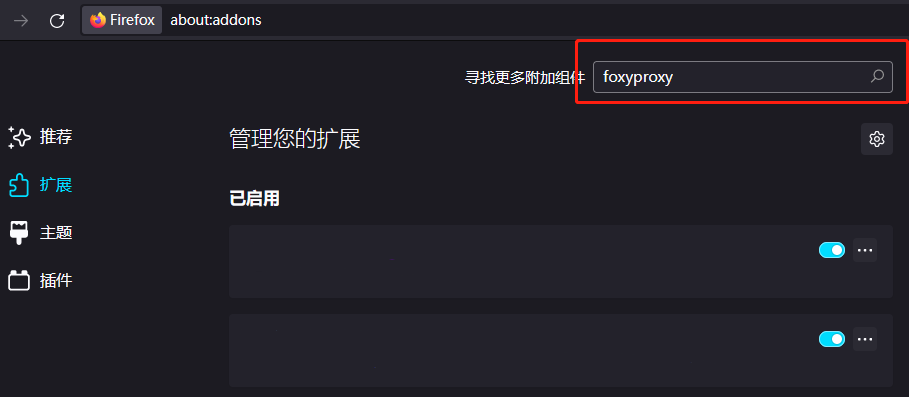 Firefox about:addons
寻找更多附加组件 foxyproxy
推荐
管理您的扩展
扩展
已启用
主题
插件